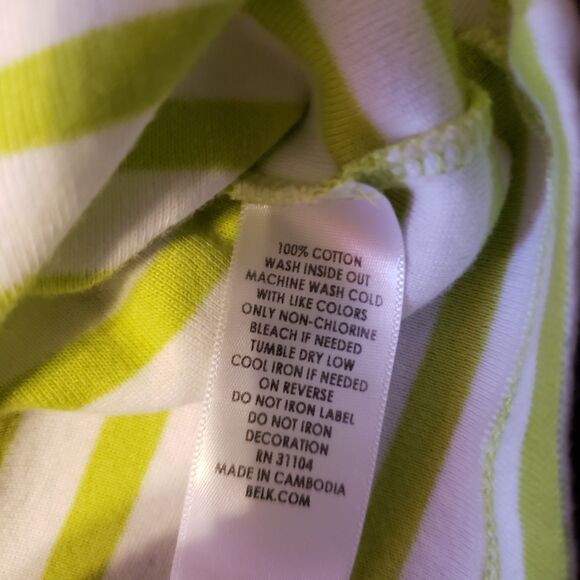 100% COTTON
WASH INSIDE OUT
MACHINE WASH COLD
WITH LIKE COLORS
ONLY NON-CHLORINE
BLEACH IF NEEDED
TUMBLE DRY LOW
COOL IRON IF NEEDED
ON REVERSE
DO NOT IRON LABEL
DO NOT IRON
DECORATION
RN 31104
MADE IN CAMBODIA
BELK.COM